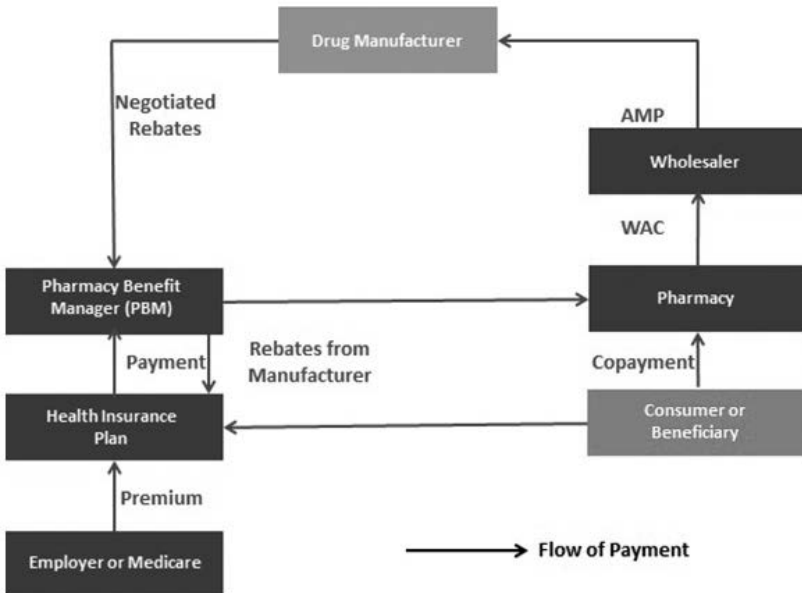 Drug Manufacturer
Negotiated
Rebates
AMP
Wholesaler
WAC
Pharmacy Benefit
Manager (PBM)
Pharmacy
Payment
Rebates from
Manufacturer
Copayment
Health Insurance
Plan
Consumer or
Beneficiary
Premium
Employer or Medicare
Flow of Payment